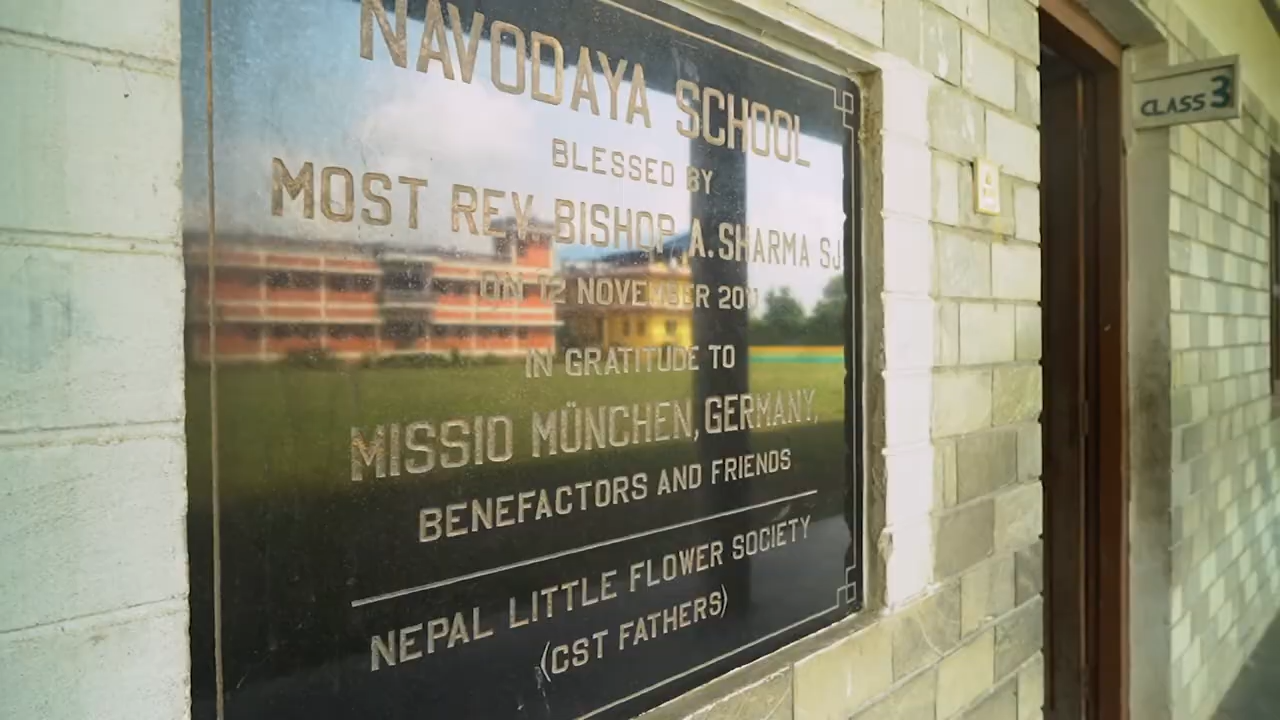 NAVODAYA SCHOOL
BLESSED BY
MOST REV. BISHOP A. SHARMA SJ
ON 12 NOVEMBER 2011
IN GRATITUDE TO
MISSIO MÜNCHEN, GERMANY,
BENEFACTORS AND FRIENDS
NEPAL LITTLE FLOWER SOCIETY
(CST FATHERS)
CLASS 3